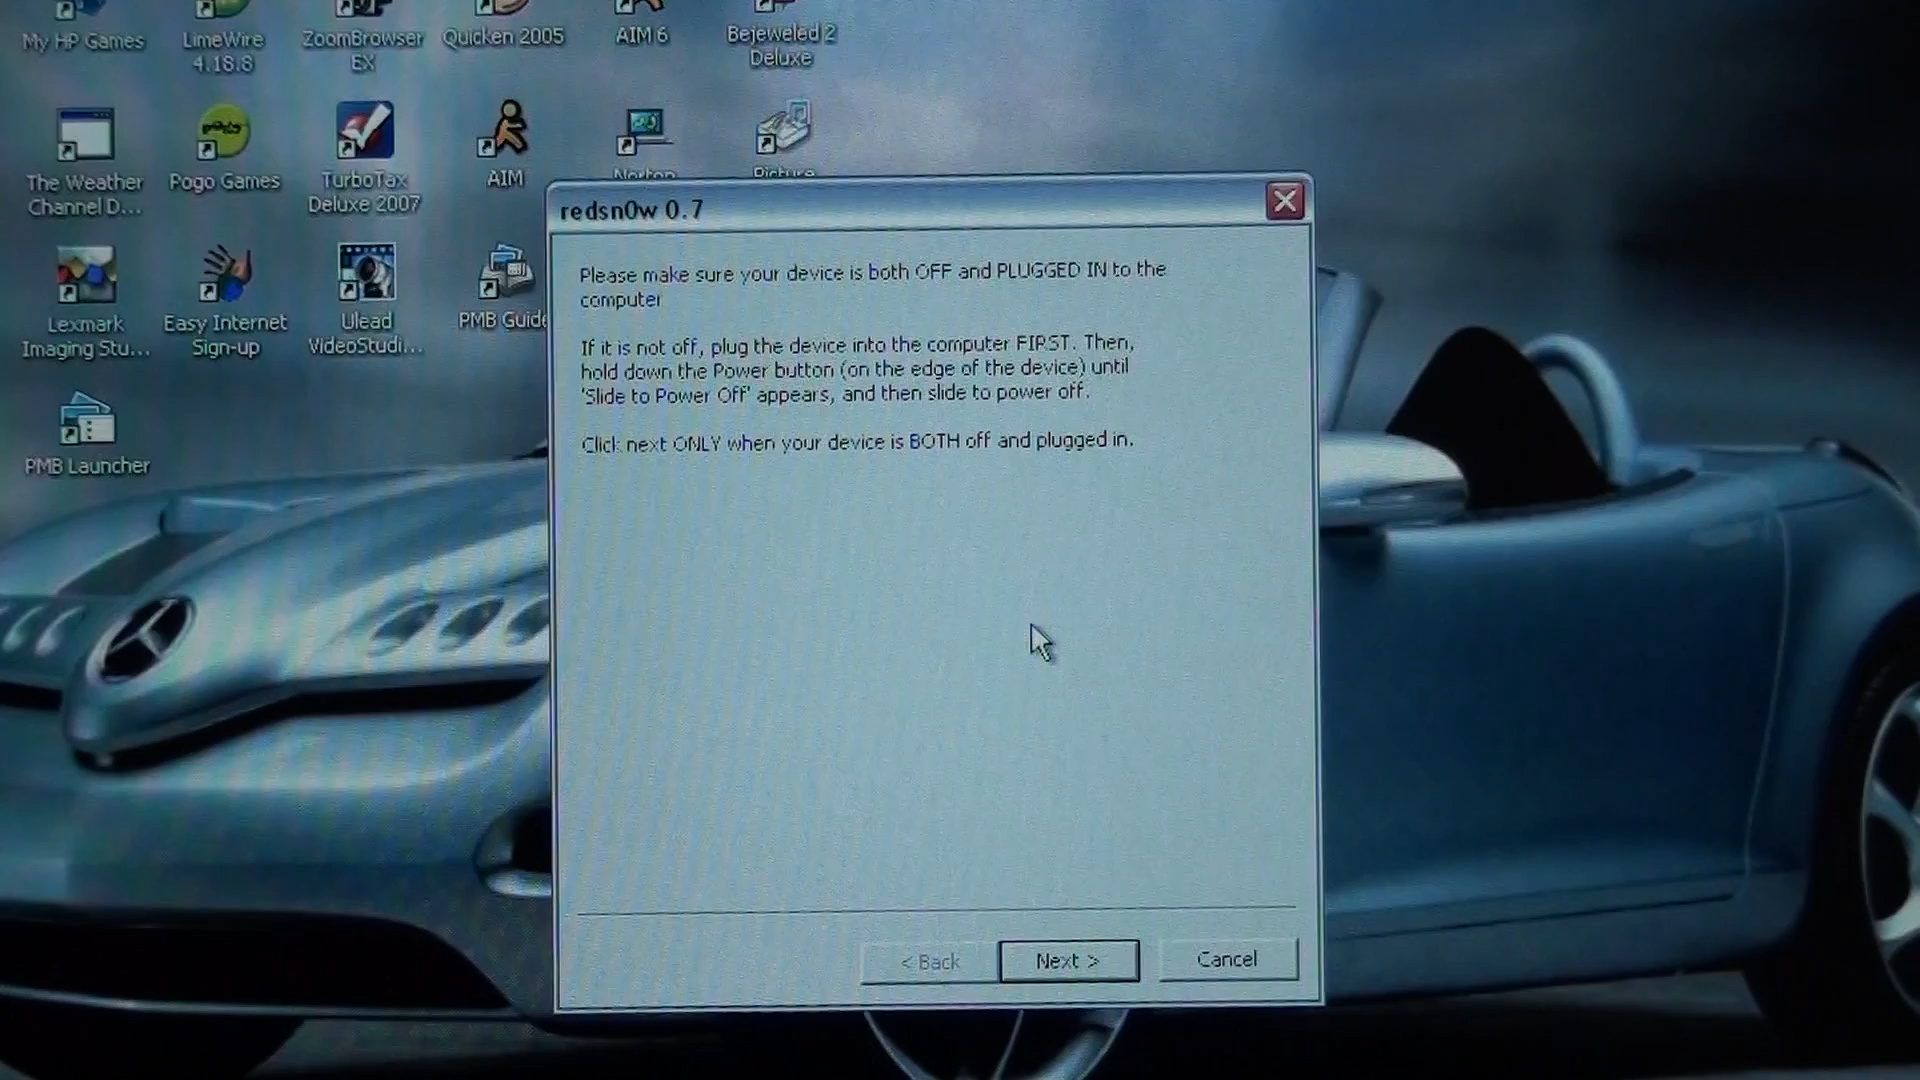 My HP Games
LimeWire
4.18.8
ZoomBrowser
EX
Quicken 2005
AIM 6
Bejeweled 2
Deluxe
The Weather
Channel D...
Pogo Games
TurboTax
Deluxe 2007
AIM
Norton
Picture
Lexmark
Imaging Stu...
Easy Internet
Sign-up
Ulead
VideoStudi...
PMB Guide
PMB Launcher
redsn0w 0.7
Please make sure your device is both OFF and PLUGGED IN to the
computer
If it is not off, plug the device into the computer FIRST. Then,
hold down the Power button (on the edge of the device) until
'Slide to Power Off' appears, and then slide to power off.
Click next ONLY when your device is BOTH off and plugged in.
< Back
Next >
Cancel